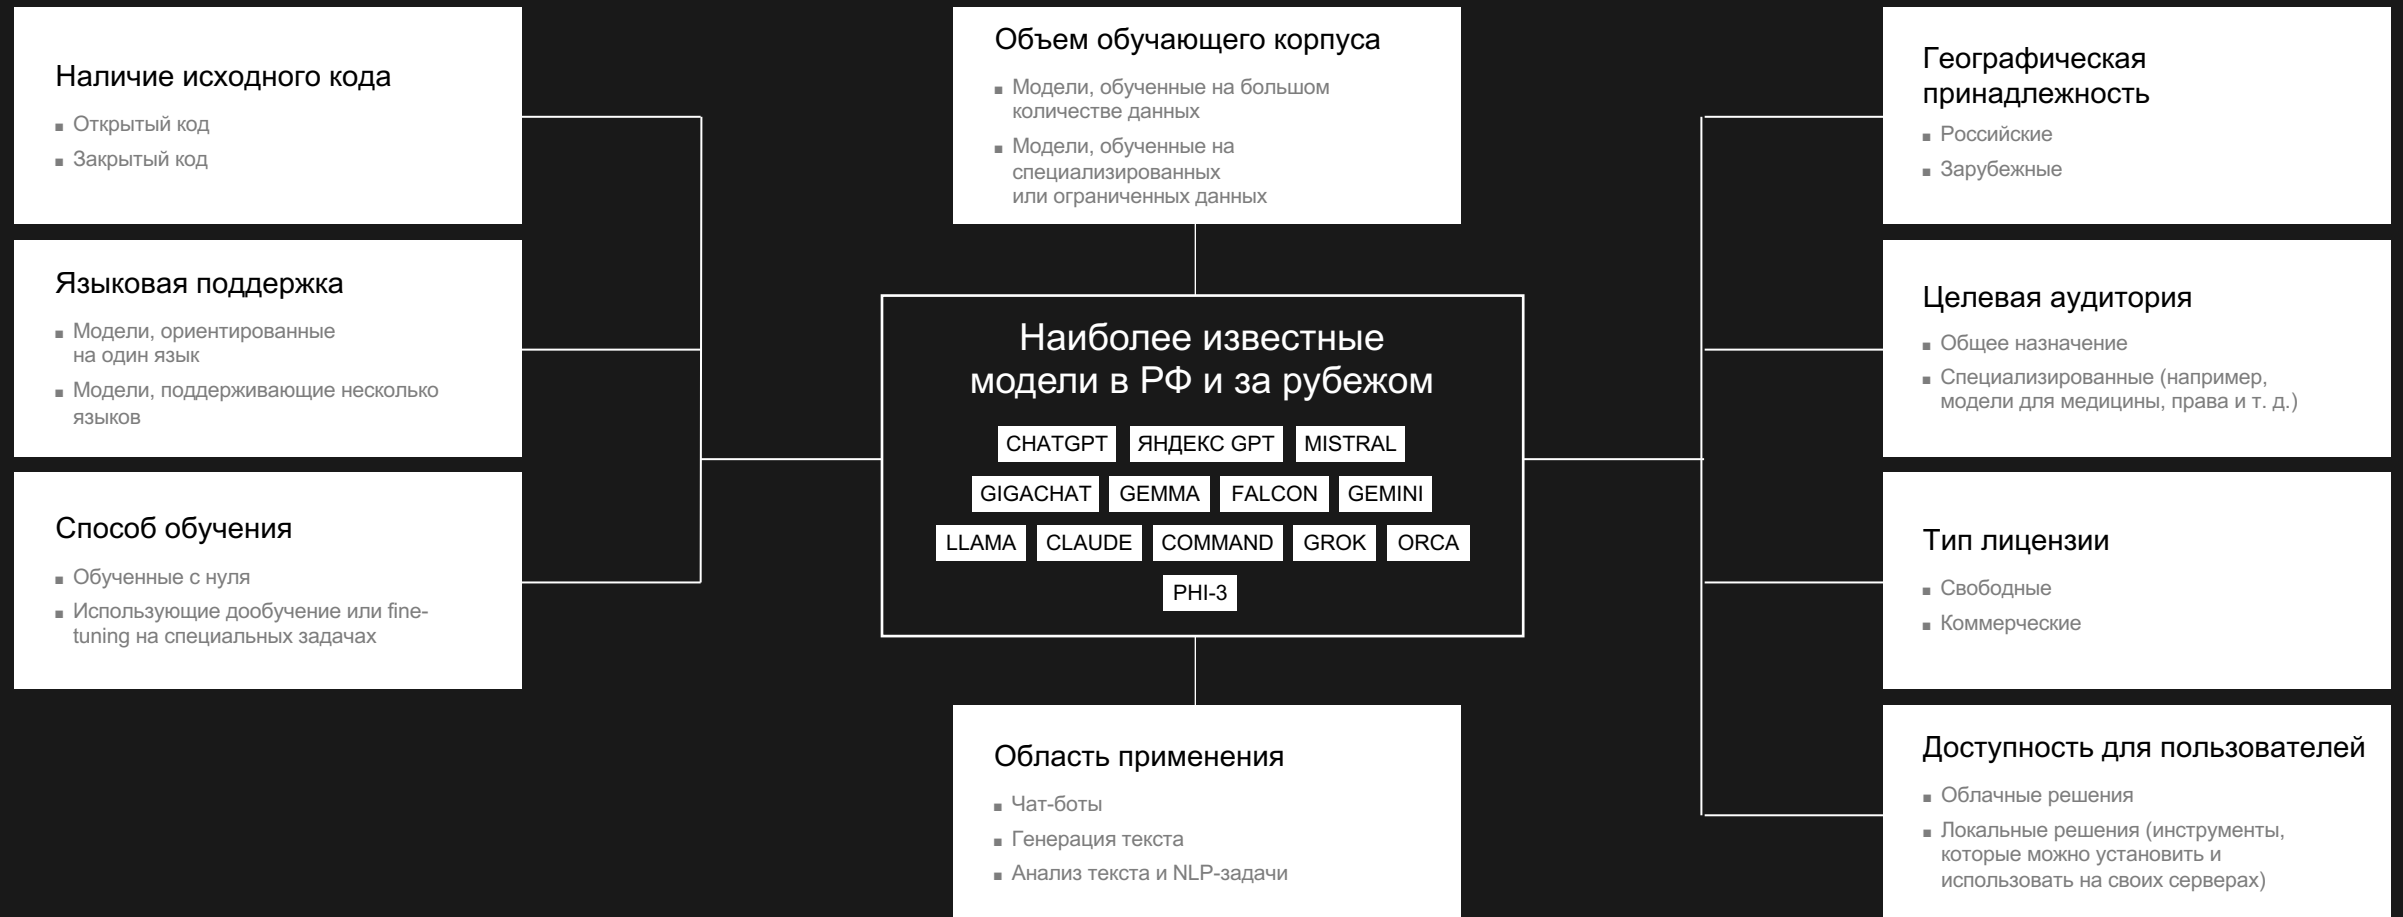 Наличие исходного кода
▪ Открытый код
▪ Закрытый код
Языковая поддержка
▪ Модели, ориентированные
на один язык
▪ Модели, поддерживающие несколько
языков
Способ обучения
▪ Обученные с нуля
▪ Использующие дообучение или fine-
tuning на специальных задачах
Объем обучающего корпуса
▪ Модели, обученные на большом
количестве данных
▪ Модели, обученные на
специализированных
или ограниченных данных
Наиболее известные
модели в РФ и за рубежом
CHATGPT ЯНДЕКС GPT MISTRAL
GIGACHAT GEMMA FALCON GEMINI
LLAMA CLAUDE COMMAND GROK ORCA
PHI-3
Область применения
▪ Чат-боты
▪ Генерация текста
▪ Анализ текста и NLP-задачи
Географическая
принадлежность
▪ Российские
▪ Зарубежные
Целевая аудитория
▪ Общее назначение
▪ Специализированные (например,
модели для медицины, права и т. д.)
Тип лицензии
▪ Свободные
▪ Коммерческие
Доступность для пользователей
▪ Облачные решения
▪ Локальные решения (инструменты,
которые можно установить и
использовать на своих серверах)